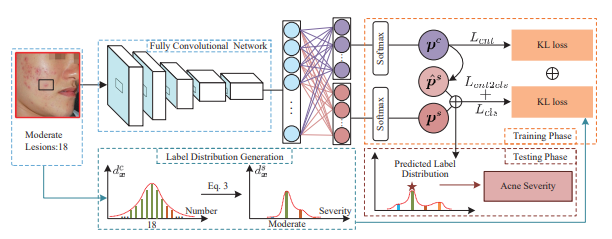 Fully Convolutional Network
Moderate
Lesions:18
Softmax
Softmax
p^c
p̂^s
p^s
L_cnt
L_cnt2cls
+
L_cls
KL loss
⊕
KL loss
Training Phase
Testing Phase
Label Distribution Generation
d_x^c
Eq. 3
d_x^s
Number
18
Severity
Moderate
Predicted Label
Distribution
Acne Severity